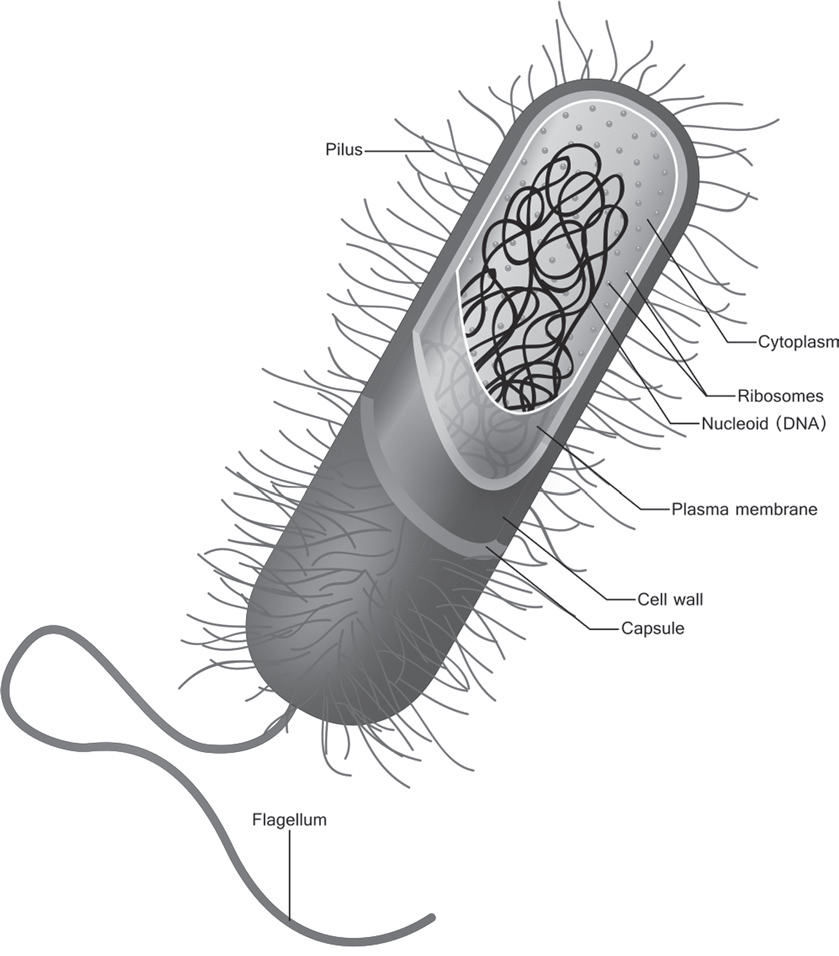 Pilus
Cytoplasm
Ribosomes
Nucleoid (DNA)
Plasma membrane
Cell wall
Capsule
Flagellum